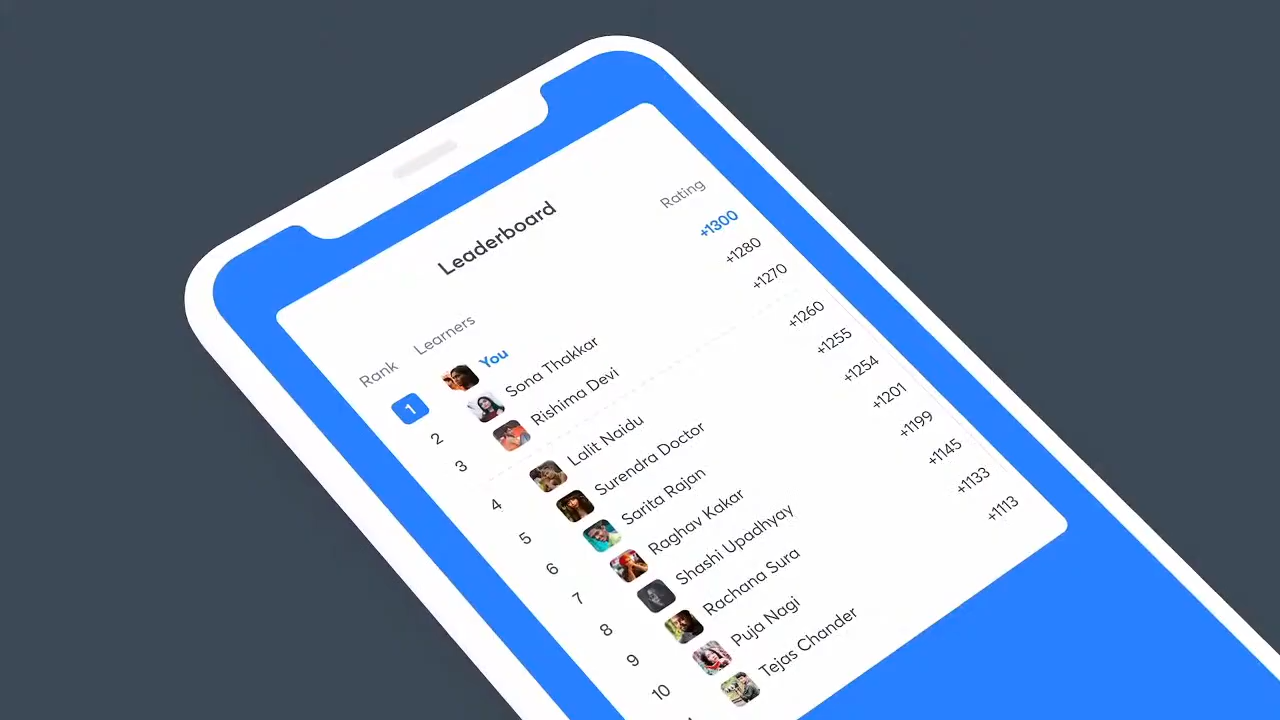 Leaderboard
Rank Learners Rating
1 You +1300
2 Sona Thakkar +1280
3 Rishima Devi +1270
4 Lalit Naidu +1260
5 Surendra Doctor +1255
6 Sarita Rajan +1254
7 Raghav Kakar +1201
8 Shashi Upadhyay +1199
9 Rachana Sura +1145
10 Puja Nagi +1133
Tejas Chander +1113